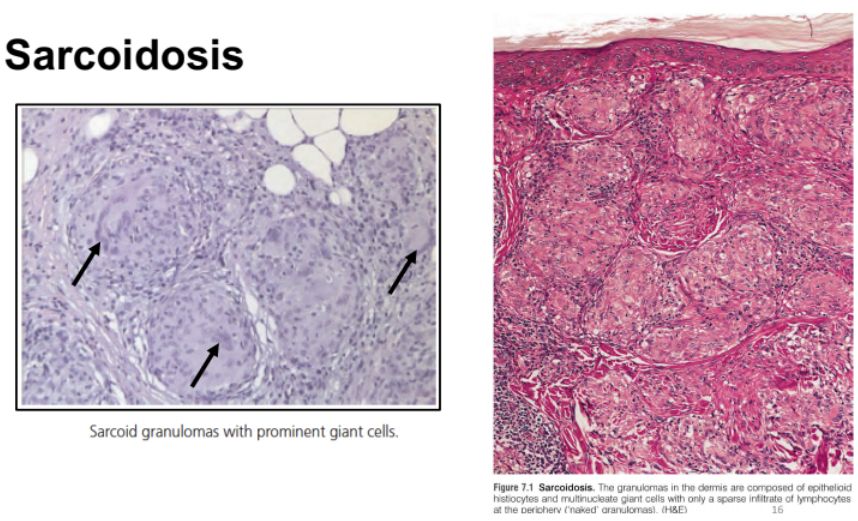 Sarcoidosis
Sarcoid granulomas with prominent giant cells.
Figure 7.1 Sarcoidosis. The granulomas in the dermis are composed of epithelioid
histiocytes and multinucleate giant cells with only a sparse infiltrate of lymphocytes
at the periphery ('naked' granulomas). (H&E)
16